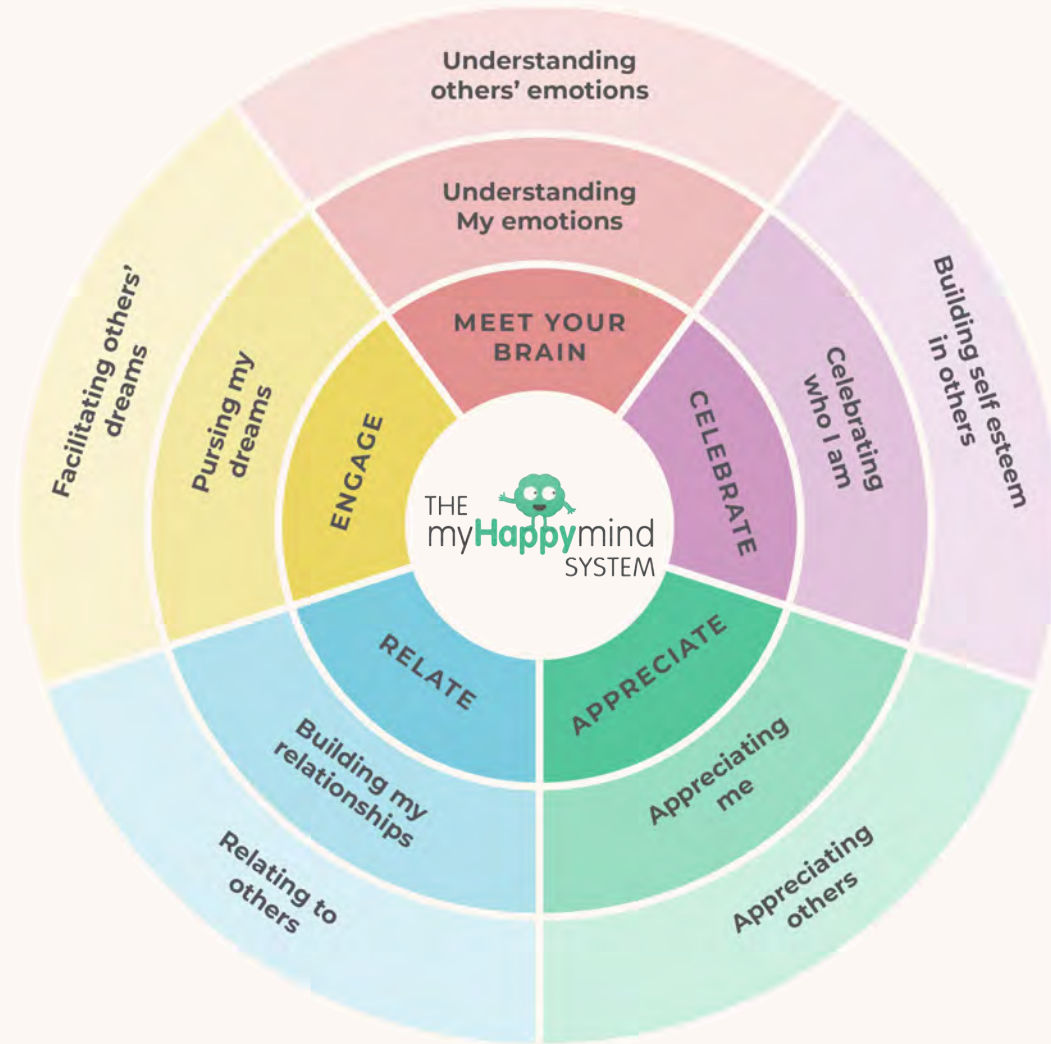 Understanding
others' emotions
Understanding
My emotions
MEET YOUR
BRAIN
Building self esteem
in others
Celebrating
who I am
CELEBRATE
Appreciating
others
Appreciating
me
APPRECIATE
Relating to
others
Building my
relationships
RELATE
Facilitating others'
dreams
Pursing my
dreams
ENGAGE
THE
myHappymind
SYSTEM